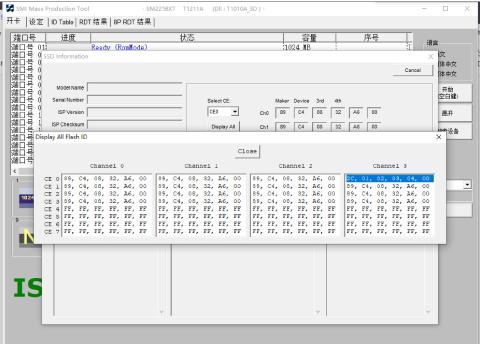 SMI Mass Production Tool - SM2258XT T1211A (Dll : T1010A_SD ) -
开卡 | 设定 | ID Table | RDT 结果 | 8P RDT 结果 |
端口号 进度 状态 容量 序号
Ready (RomMode) 1024 MB
语言
SSD Information
Cancel
Model Name
Serial Number
ISP Version
ISP Checksum
Select CE:
CE0
Display All
Maker Device 3rd 4th
Ch0 89 C4 08 32 A6 00
Ch1 89 C4 08 32 A6 00
开始
Display All Flash ID
Close
Channel 0 Channel 1 Channel 2 Channel 3
CE 0 89, C4, 08, 32, A6, 00 89, C4, 08, 32, A6, 00 89, C4, 08, 32, A6, 00 2C, 01, 02, 03, 04, 00
CE 1 89, C4, 08, 32, A6, 00 89, C4, 08, 32, A6, 00 89, C4, 08, 32, A6, 00 89, C4, 08, 32, A6, 00
CE 2 89, C4, 08, 32, A6, 00 89, C4, 08, 32, A6, 00 89, C4, 08, 32, A6, 00 89, C4, 08, 32, A6, 00
CE 3 89, C4, 08, 32, A6, 00 89, C4, 08, 32, A6, 00 89, C4, 08, 32, A6, 00 89, C4, 08, 32, A6, 00
CE 4 FF, FF, FF, FF, FF, FF FF, FF, FF, FF, FF, FF FF, FF, FF, FF, FF, FF FF, FF, FF, FF, FF, FF
CE 5 FF, FF, FF, FF, FF, FF FF, FF, FF, FF, FF, FF FF, FF, FF, FF, FF, FF FF, FF, FF, FF, FF, FF
CE 6 FF, FF, FF, FF, FF, FF FF, FF, FF, FF, FF, FF FF, FF, FF, FF, FF, FF FF, FF, FF, FF, FF, FF
CE 7 FF, FF, FF, FF, FF, FF FF, FF, FF, FF, FF, FF FF, FF, FF, FF, FF, FF FF, FF, FF, FF, FF, FF
1
1024
9
N
IS